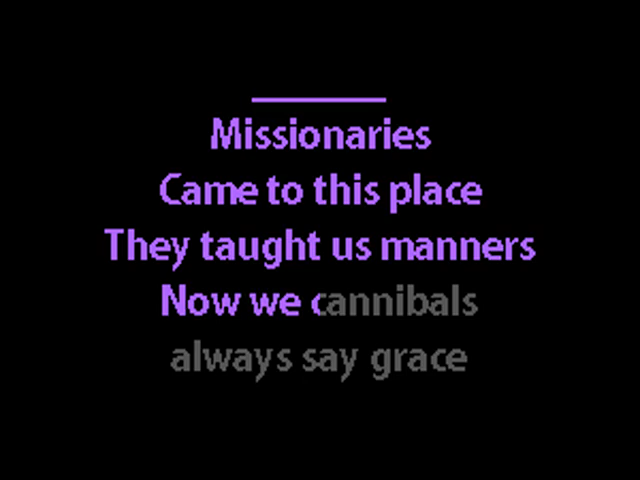 Missionaries
Came to this place
They taught us manners
Now we cannibals
always say grace